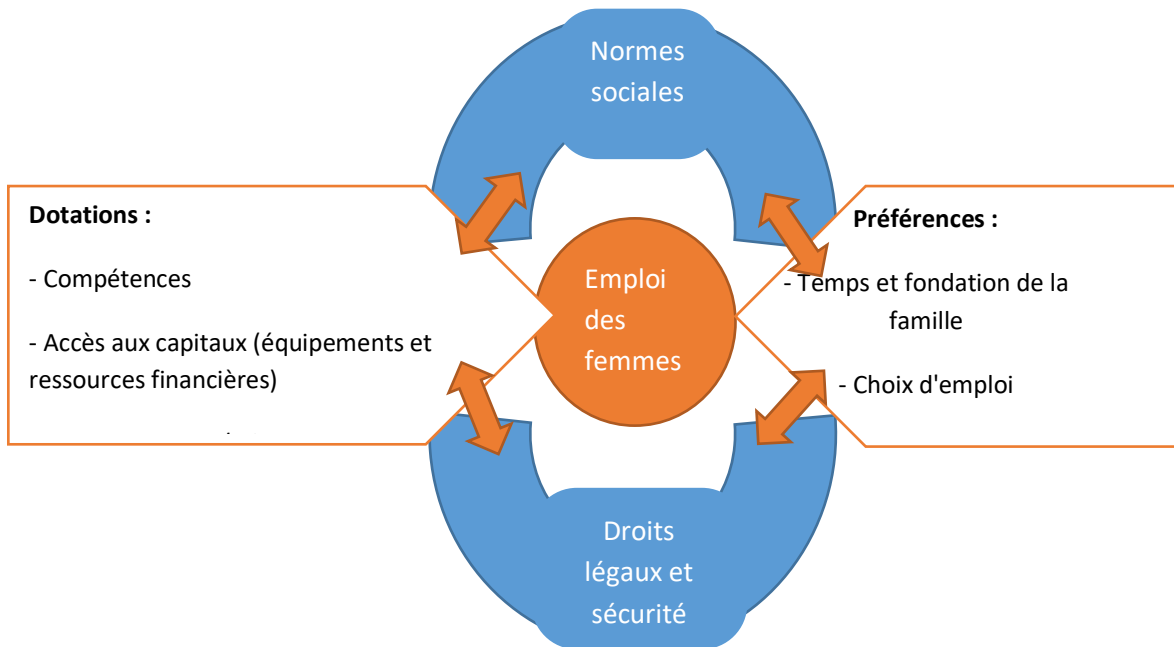 Normes
sociales
Dotations :
- Compétences
- Accès aux capitaux (équipements et
ressources financières)
Emploi
des
femmes
Préférences :
- Temps et fondation de la
famille
- Choix d'emploi
Droits
légaux et
sécurité